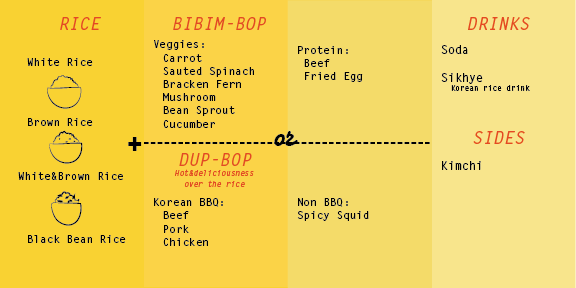 RICE
White Rice
Brown Rice
White&Brown Rice
Black Bean Rice
+
BIBIM-BOP
Veggies:
Carrot
Sauted Spinach
Bracken Fern
Mushroom
Bean Sprout
Cucumber
Protein:
Beef
Fried Egg
or
DUP-BOP
Hot&deliciousness
over the rice
Korean BBQ:
Beef
Pork
Chicken
Non BBQ:
Spicy Squid
DRINKS
Soda
Sikhye
Korean rice drink
SIDES
Kimchi